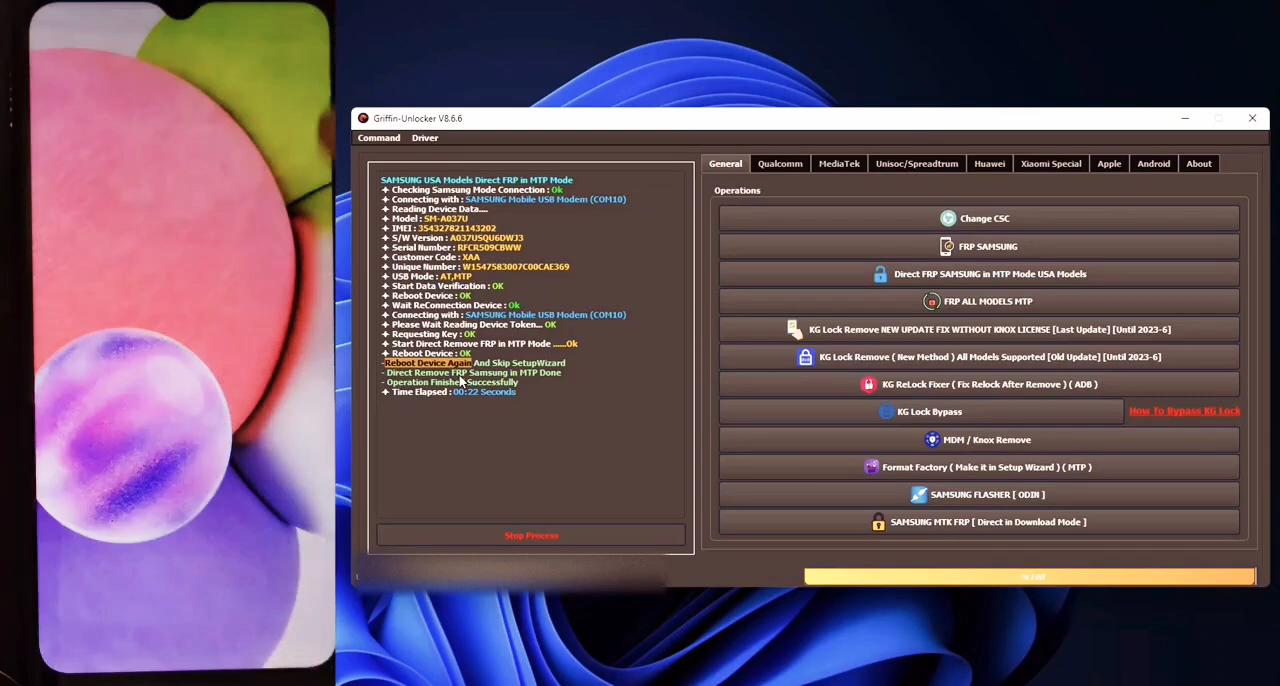 Griffin-Unlocker V8.6.6
Command Driver
SAMSUNG USA Models Direct FRP in MTP Mode
Checking Samsung Mode Connection : Ok
Connecting with : SAMSUNG Mobile USB Modem (COM10)
Reading Device Data....
Model : SM-A037U
IMEI : 354327821143202
S/W Version : A037USQU6DWJ3
Serial Number : RFCR509CBWW
Customer Code : XAA
Unique Number : W1547583007C00CAE369
USB Mode : AT,MTP
Start Data Verification : OK
Reboot Device : OK
Wait ReConnection Device : Ok
Connecting with : SAMSUNG Mobile USB Modem (COM10)
Please Wait Reading Device Token... OK
Requesting Key : OK
Start Direct Remove FRP in MTP Mode ......Ok
Reboot Device : OK
-Reboot Device Again And Skip SetupWizard
- Direct Remove FRP Samsung in MTP Done
- Operation Finished Successfully
Time Elapsed : 00:22 Seconds
Stop Process
General Qualcomm MediaTek Unisoc/Spreadtrum Huawei Xiaomi Special Apple Android About
Operations
Change CSC
FRP SAMSUNG
Direct FRP SAMSUNG in MTP Mode USA Models
FRP ALL MODELS MTP
KG Lock Remove NEW UPDATE FIX WITHOUT KNOX LICENSE [Last Update] [Until 2023-6]
KG Lock Remove ( New Method ) All Models Supported [Old Update] [Until 2023-6]
KG ReLock Fixer ( Fix Relock After Remove ) ( ADB )
KG Lock Bypass How To Bypass KG Lock
MDM / Knox Remove
Format Factory ( Make it in Setup Wizard ) ( MTP )
SAMSUNG FLASHER [ ODIN ]
SAMSUNG MTK FRP [ Direct in Download Mode ]